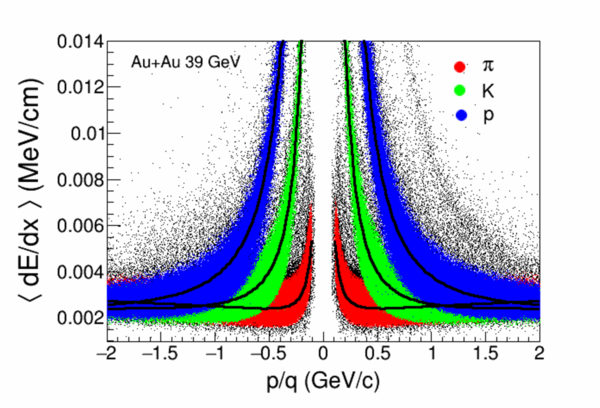 0.014
0.012
0.01
0.008
0.006
0.004
0.002
⟨ dE/dx ⟩ (MeV/cm)
Au+Au 39 GeV
π
K
p
−2 −1.5 −1 −0.5 0 0.5 1 1.5 2
p/q (GeV/c)